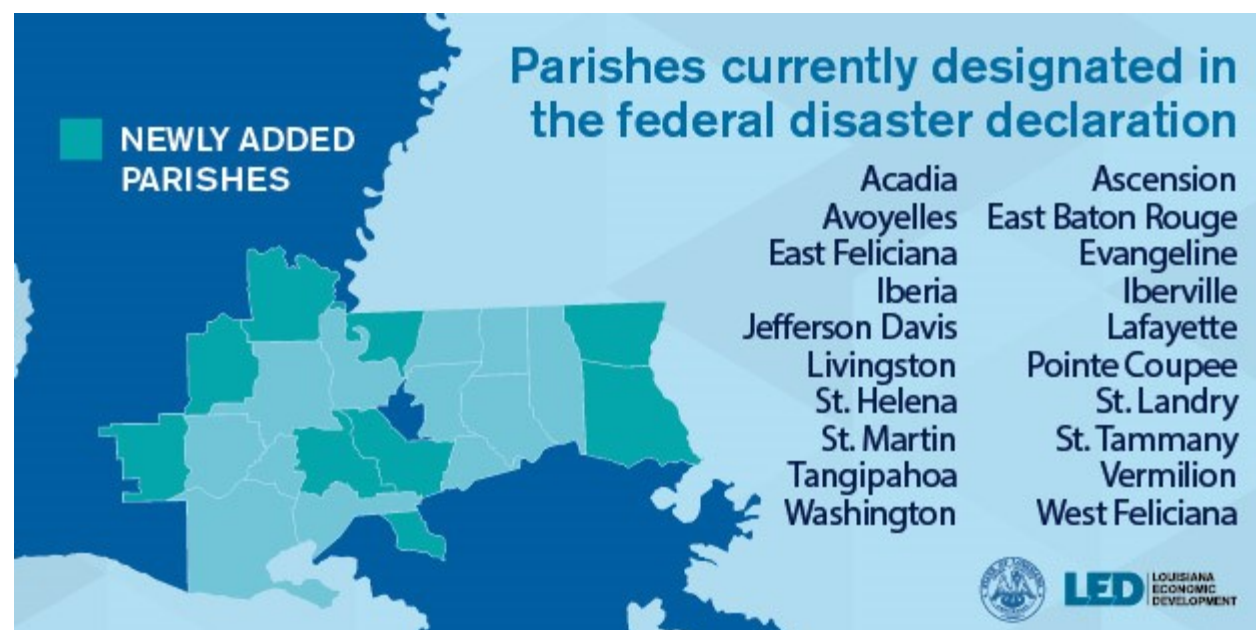 Parishes currently designated in
the federal disaster declaration
NEWLY ADDED
PARISHES
Acadia
Avoyelles
East Feliciana
Iberia
Jefferson Davis
Livingston
St. Helena
St. Martin
Tangipahoa
Washington
Ascension
East Baton Rouge
Evangeline
Iberville
Lafayette
Pointe Coupee
St. Landry
St. Tammany
Vermilion
West Feliciana
LED
LOUISIANA
ECONOMIC
DEVELOPMENT